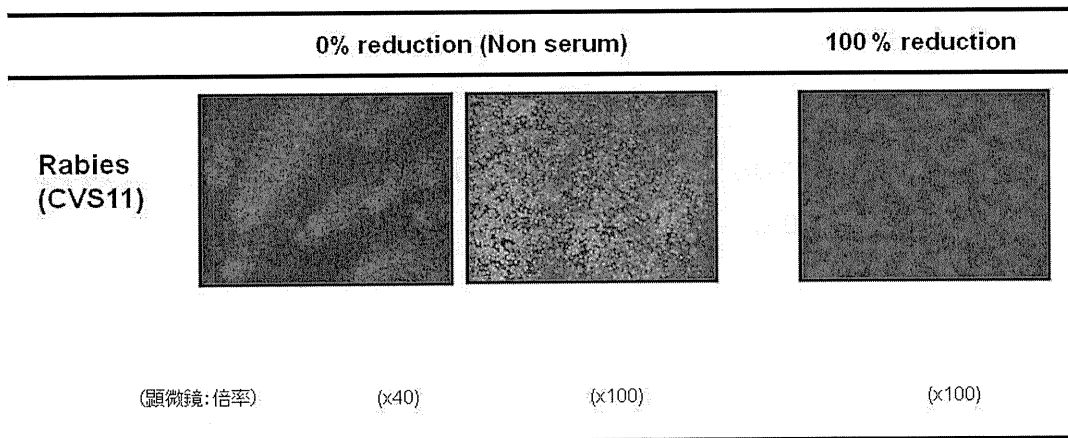 0% reduction (Non serum) 100 % reduction
Rabies
(CVS11)
(顕微鏡:倍率) (x40) (x100) (x100)